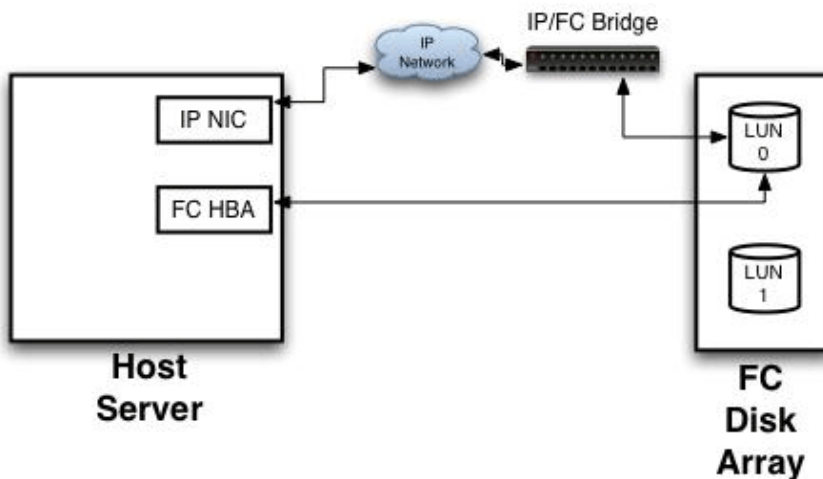 IP/FC Bridge
IP
Network
IP NIC
FC HBA
LUN
0
LUN
1
Host
Server
FC
Disk
Array